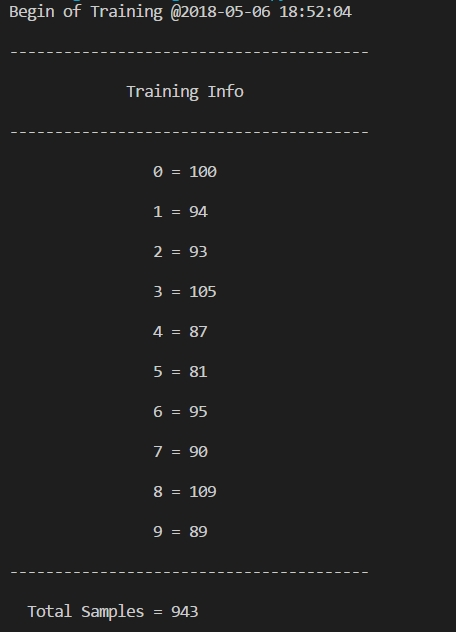 Begin of Training @2018-05-06 18:52:04
----------------------------------------
Training Info
----------------------------------------
0 = 100
1 = 94
2 = 93
3 = 105
4 = 87
5 = 81
6 = 95
7 = 90
8 = 109
9 = 89
----------------------------------------
Total Samples = 943